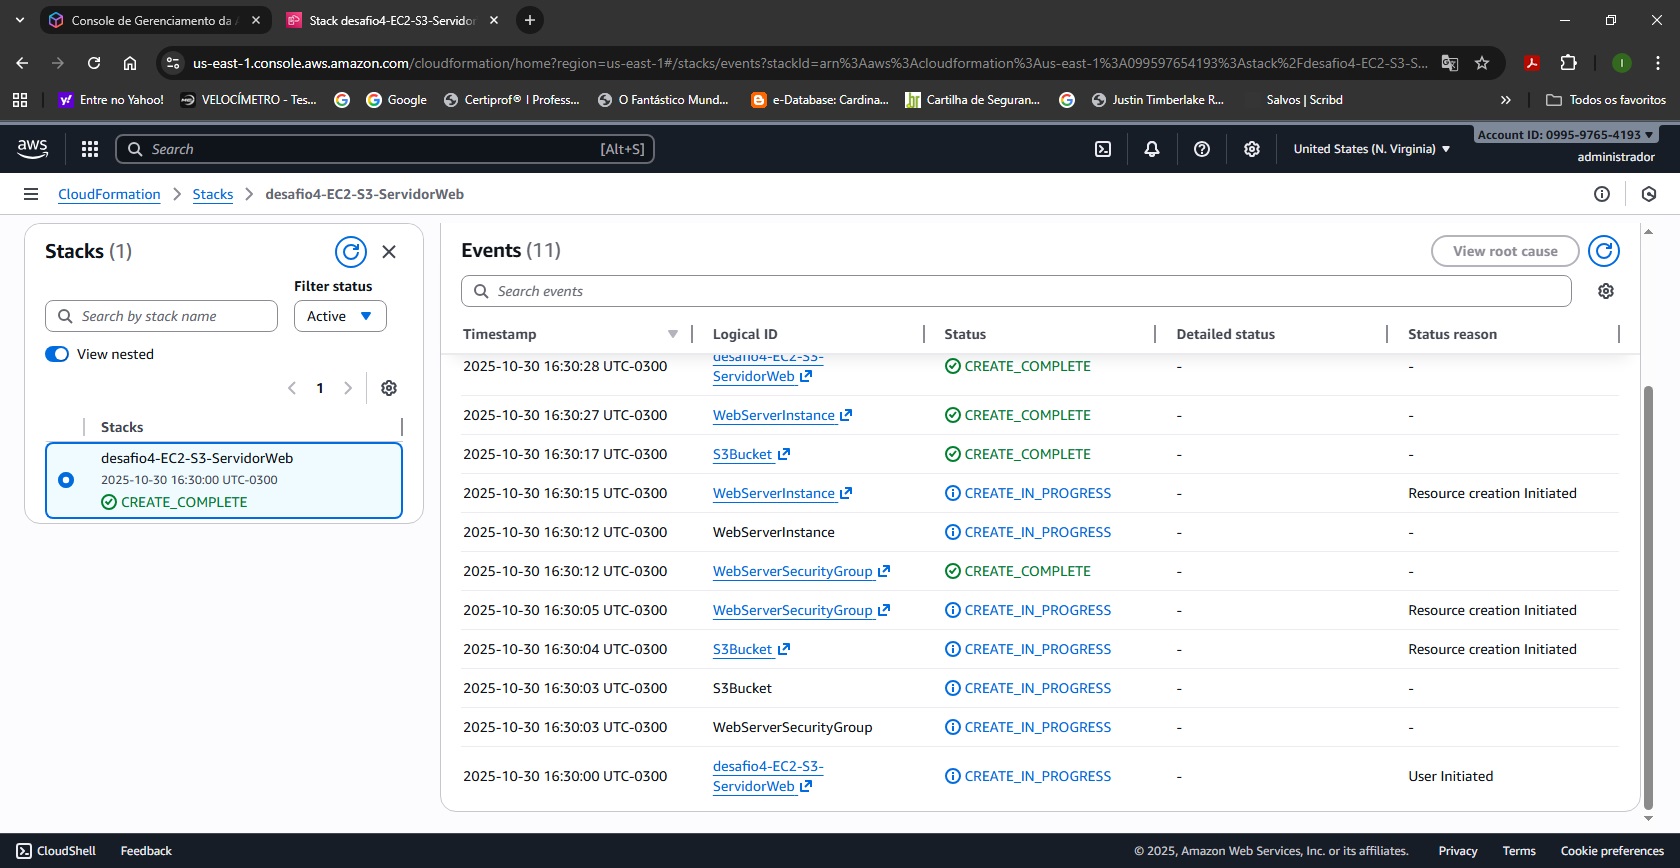 Console de Gerenciamento da A
Stack desafio4-EC2-S3-Servidor
us-east-1.console.aws.amazon.com/cloudformation/home?region=us-east-1#/stacks/events?stackId=arn%3Aaws%3Acloudformation%3Aus-east-1%3A099597654193%3Astack%2Fdesafio4-EC2-S3-S...
Entre no Yahoo!
VELOCÍMETRO - Tes...
Google
Certiprof® l Profess...
O Fantástico Mund...
e-Database: Cardina...
Cartilha de Seguran...
Justin Timberlake R...
Salvos | Scribd
Todos os favoritos
aws
Search
[Alt+S]
United States (N. Virginia)
Account ID: 0995-9765-4193
administrador
CloudFormation
Stacks
desafio4-EC2-S3-ServidorWeb
Stacks (1)
Filter status
Search by stack name
Active
View nested
1
Stacks
desafio4-EC2-S3-ServidorWeb
2025-10-30 16:30:00 UTC-0300
CREATE_COMPLETE
Events (11)
View root cause
Search events
Timestamp Logical ID Status Detailed status Status reason
2025-10-30 16:30:28 UTC-0300 desafio4-EC2-S3-ServidorWeb CREATE_COMPLETE - -
2025-10-30 16:30:27 UTC-0300 WebServerInstance CREATE_COMPLETE - -
2025-10-30 16:30:17 UTC-0300 S3Bucket CREATE_COMPLETE - -
2025-10-30 16:30:15 UTC-0300 WebServerInstance CREATE_IN_PROGRESS - Resource creation Initiated
2025-10-30 16:30:12 UTC-0300 WebServerInstance CREATE_IN_PROGRESS - -
2025-10-30 16:30:12 UTC-0300 WebServerSecurityGroup CREATE_COMPLETE - -
2025-10-30 16:30:05 UTC-0300 WebServerSecurityGroup CREATE_IN_PROGRESS - Resource creation Initiated
2025-10-30 16:30:04 UTC-0300 S3Bucket CREATE_IN_PROGRESS - Resource creation Initiated
2025-10-30 16:30:03 UTC-0300 S3Bucket CREATE_IN_PROGRESS - -
2025-10-30 16:30:03 UTC-0300 WebServerSecurityGroup CREATE_IN_PROGRESS - -
2025-10-30 16:30:00 UTC-0300 desafio4-EC2-S3-ServidorWeb CREATE_IN_PROGRESS - User Initiated
CloudShell
Feedback
© 2025, Amazon Web Services, Inc. or its affiliates.
Privacy
Terms
Cookie preferences